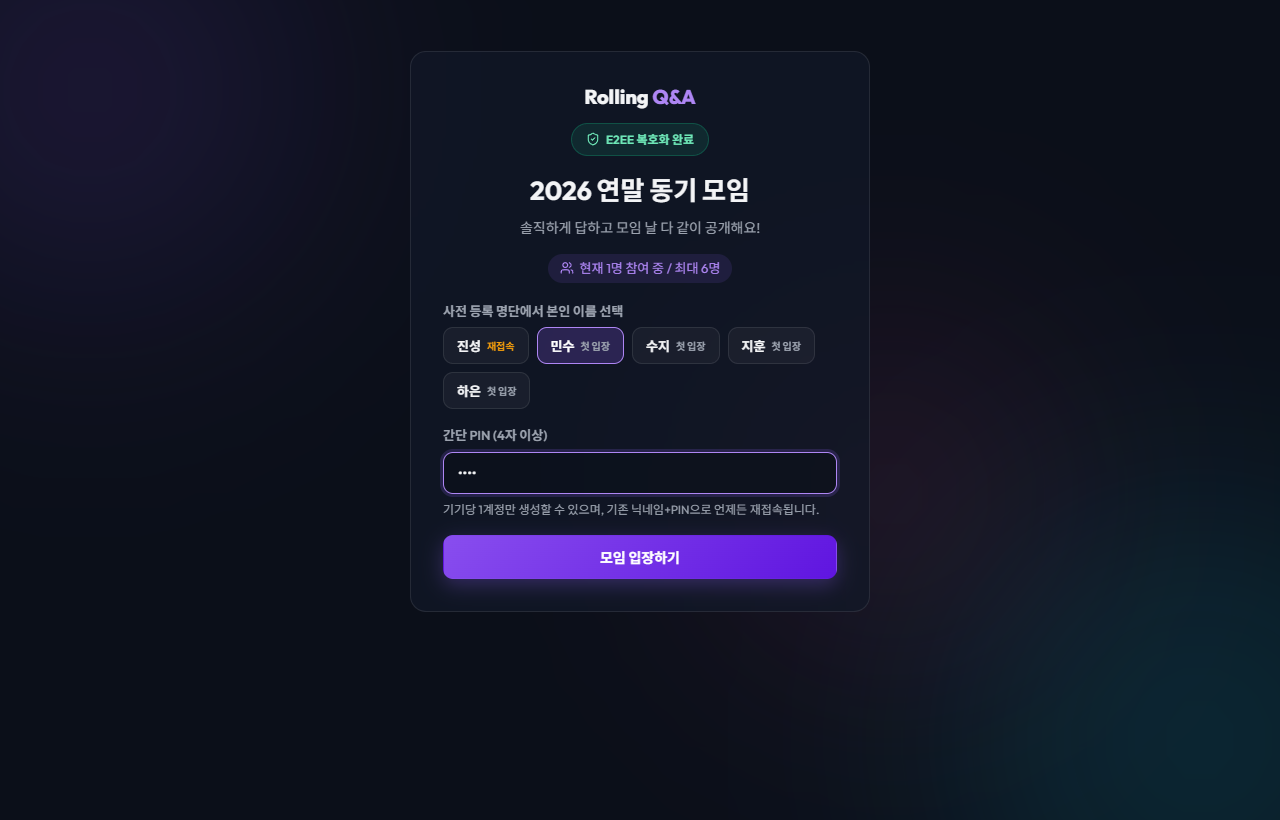 Rolling Q&A
E2EE 복호화 완료
2026 연말 동기 모임
솔직하게 답하고 모임 날 다 같이 공개해요!
현재 1명 참여 중 / 최대 6명
사전 등록 명단에서 본인 이름 선택
진성 재접속 민수 첫 입장 수지 첫 입장 지훈 첫 입장
하은 첫 입장
간단 PIN (4자 이상)
••••
기기당 1계정만 생성할 수 있으며, 기존 닉네임+PIN으로 언제든 재접속됩니다.
모임 입장하기